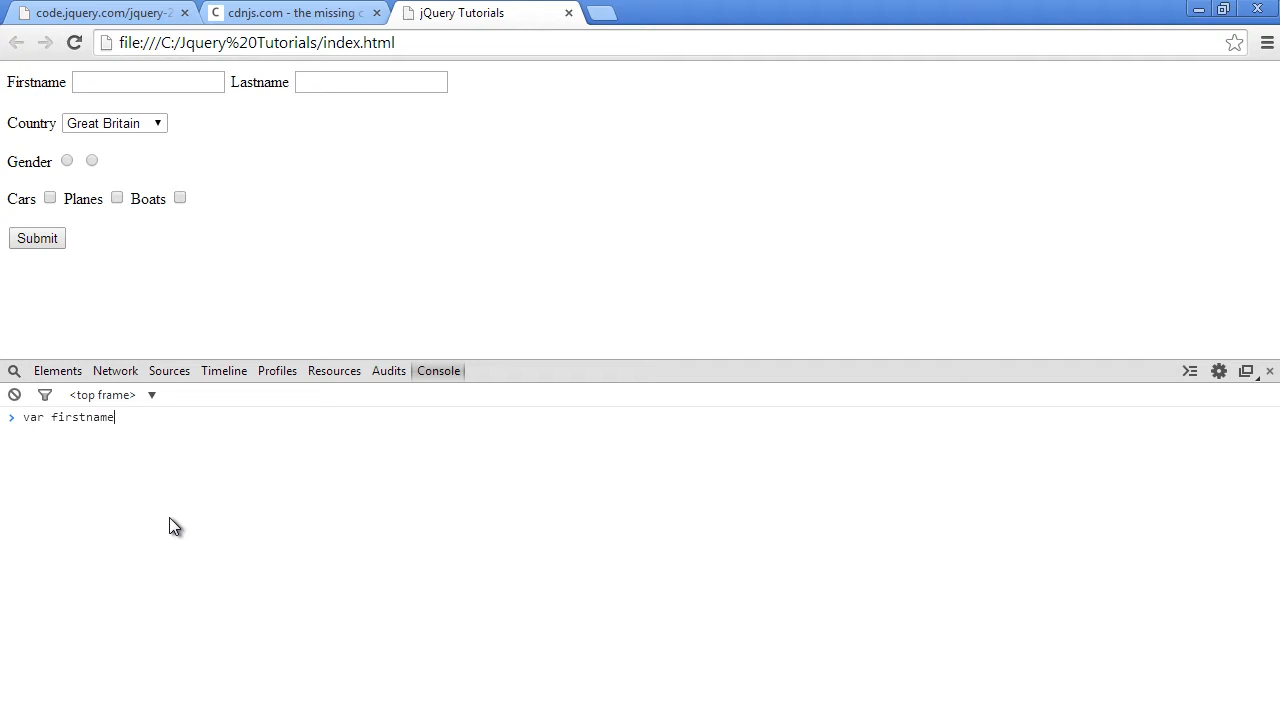 code.jquery.com/jquery-2 cdnjs.com - the missing c jQuery Tutorials
file:///C:/Jquery%20Tutorials/index.html
Firstname Lastname
Country Great Britain
Gender
Cars Planes Boats
Submit
Elements Network Sources Timeline Profiles Resources Audits Console
<top frame>
var firstname